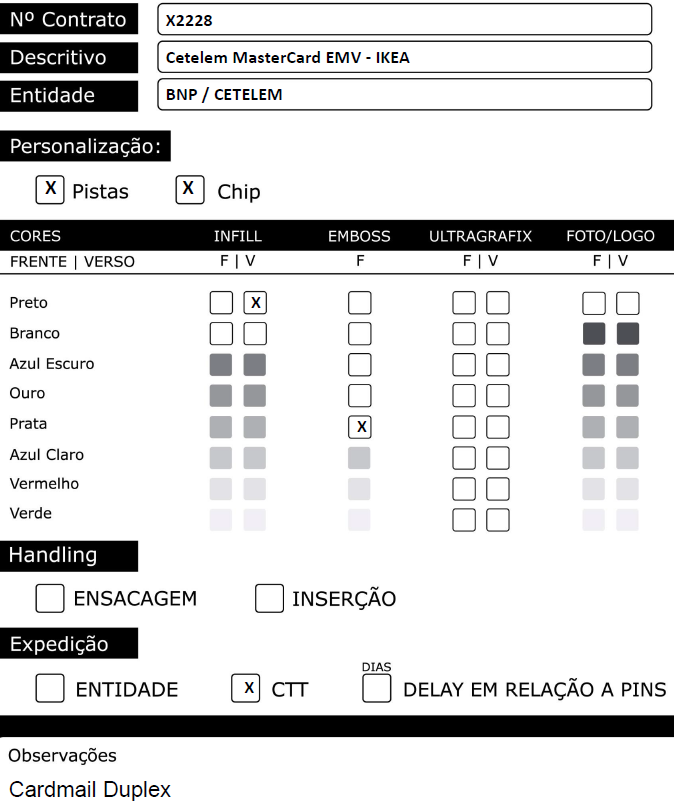 Nº Contrato X2228
Descritivo Cetelem MasterCard EMV - IKEA
Entidade BNP / CETELEM
Personalização:
X Pistas X Chip
CORES INFILL EMBOSS ULTRAGRAFIX FOTO/LOGO
FRENTE | VERSO F | V F F | V F | V
Preto X
Branco
Azul Escuro
Ouro
Prata X
Azul Claro
Vermelho
Verde
Handling
ENSACAGEM INSERÇÃO
Expedição
DIAS
ENTIDADE X CTT DELAY EM RELAÇÃO A PINS
Observações
Cardmail Duplex